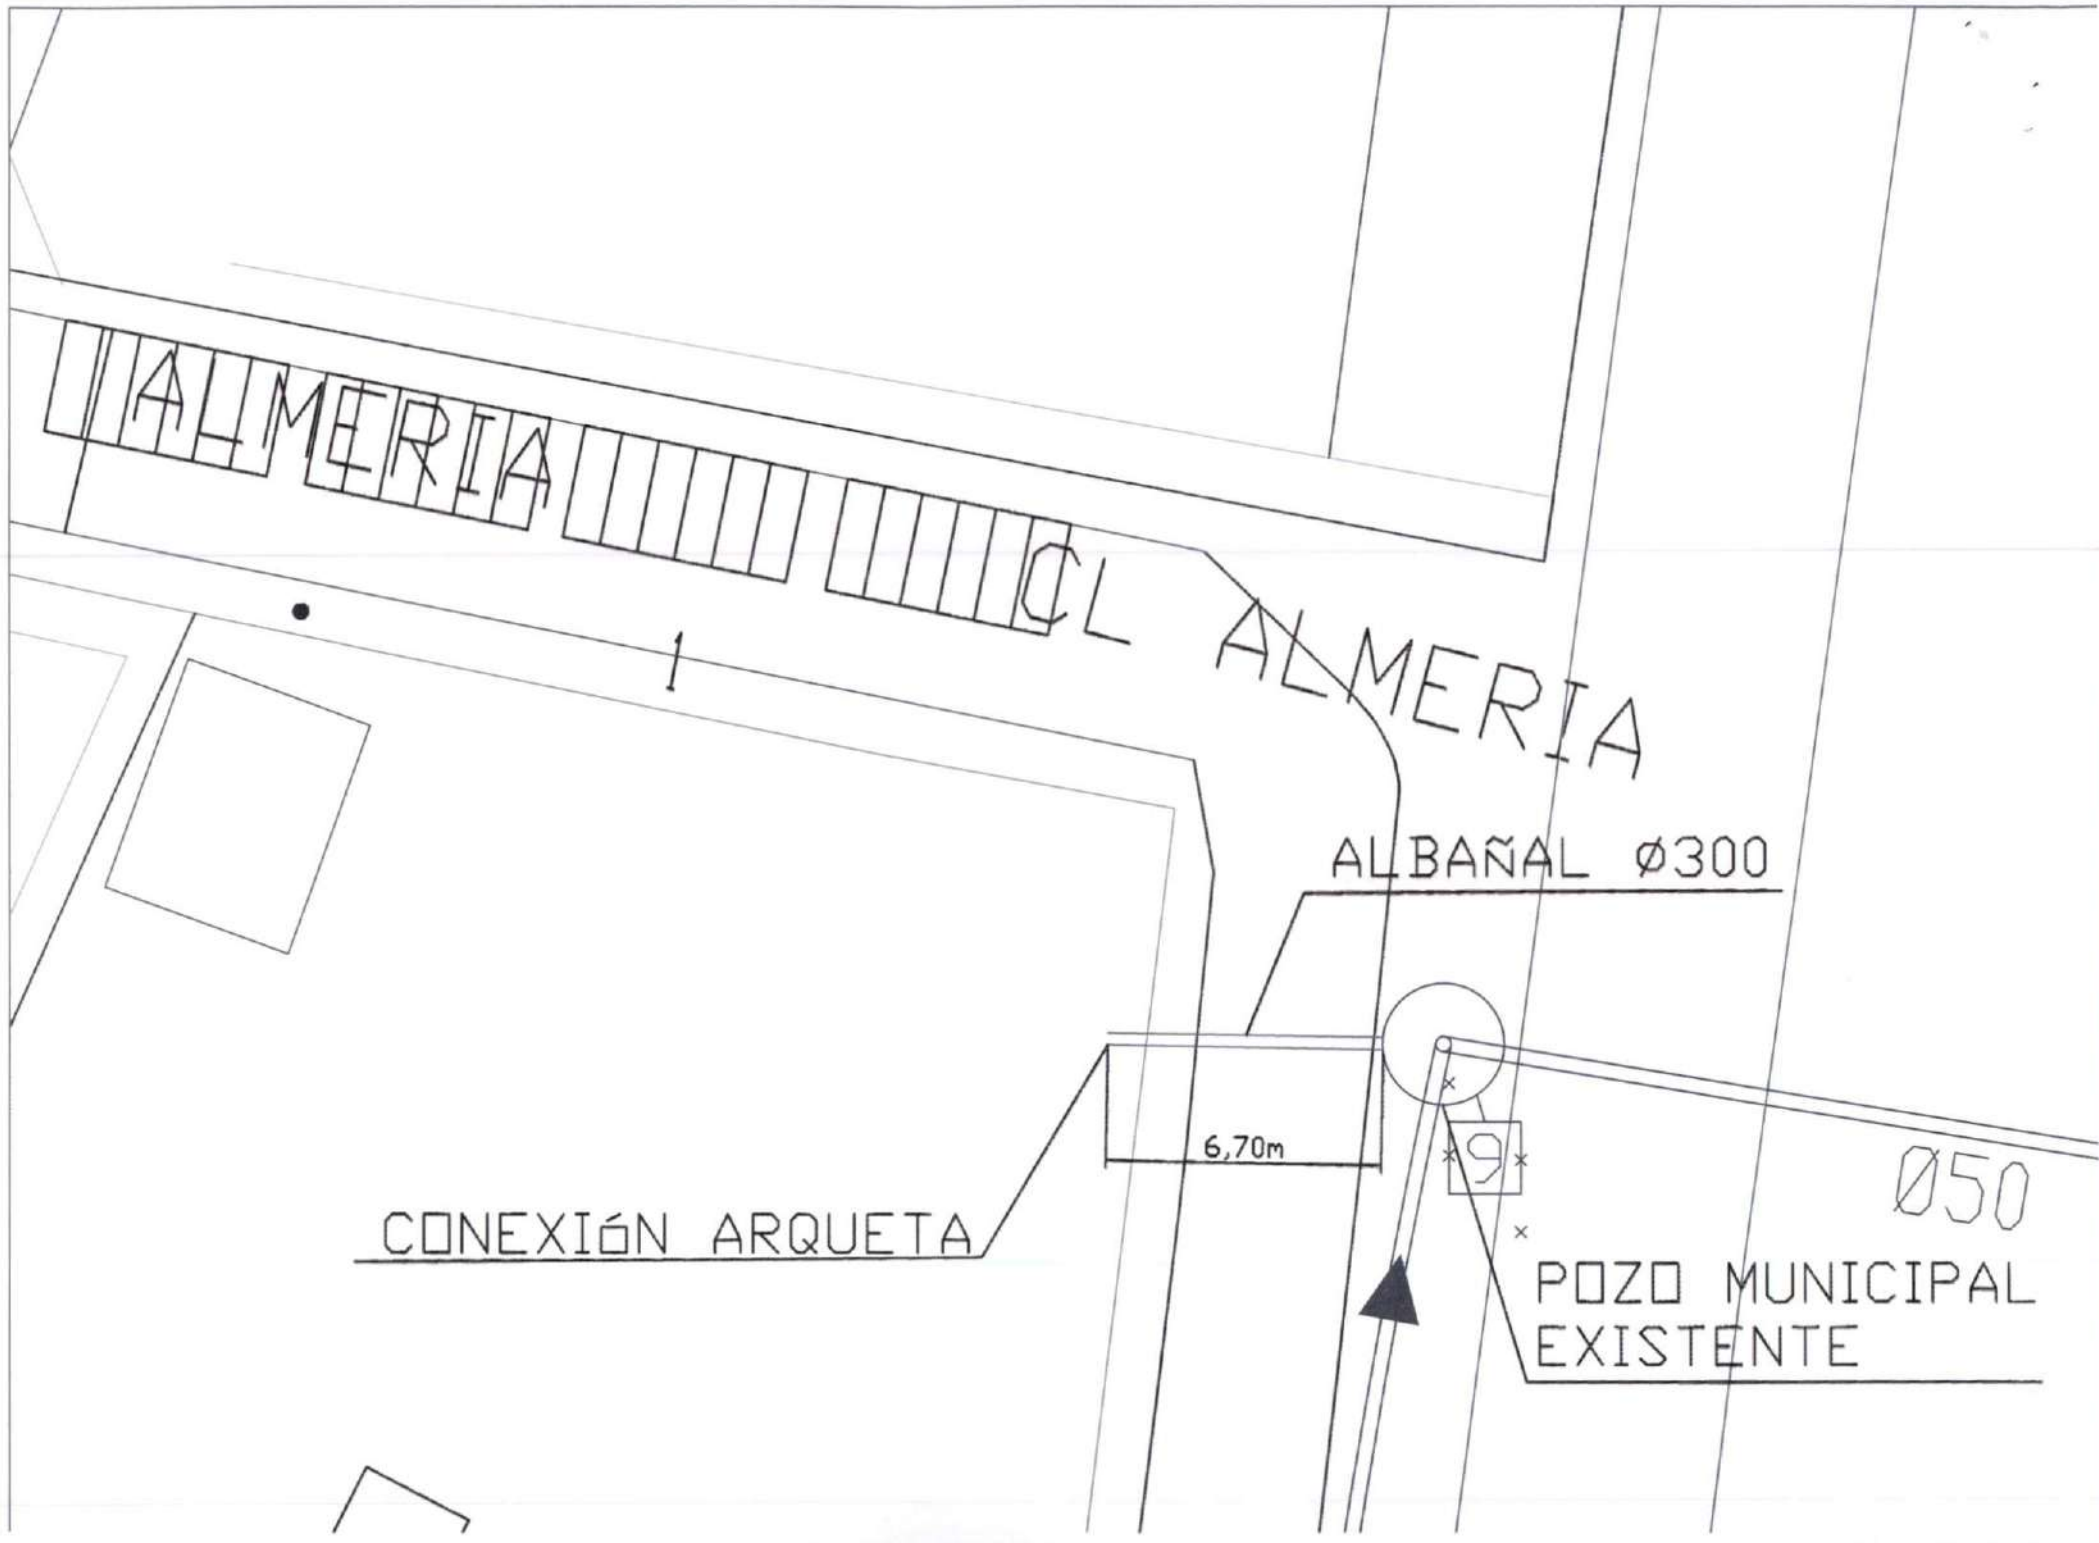 ALMERIA
CL ALMERIA
1
ALBAÑAL Ø300
6,70m
9
Ø50
CONEXIóN ARQUETA
POZO MUNICIPAL
EXISTENTE